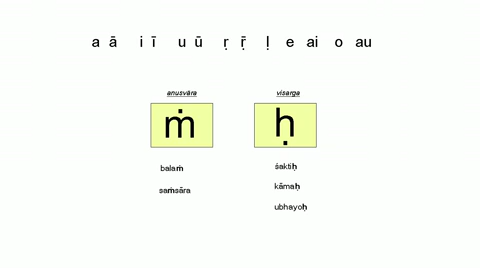 a ā i ī u ū ṛ ṝ ḷ e ai o au
anusvāra visarga
ṁ ḥ
balaṁ śaktiḥ
saṁsāra kāmaḥ
ubhayoḥ